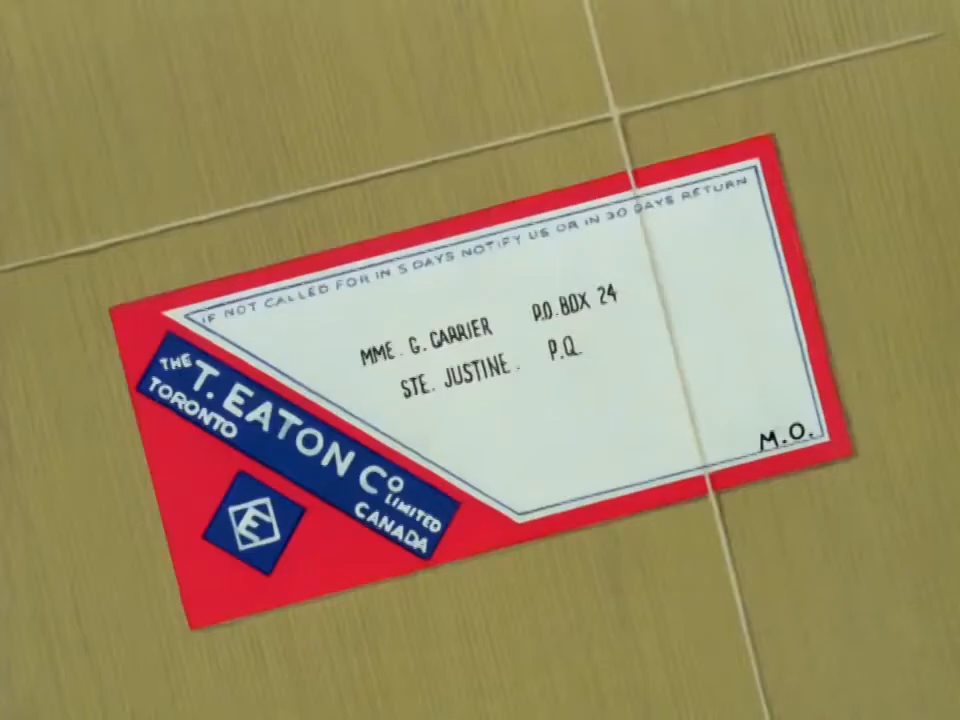 IF NOT CALLED FOR IN 5 DAYS NOTIFY US OR IN 30 DAYS RETURN
MME. G. CARRIER P.O. BOX 24
STE. JUSTINE. P.Q.
M.O.
THE T. EATON Co LIMITED
TORONTO CANADA
E